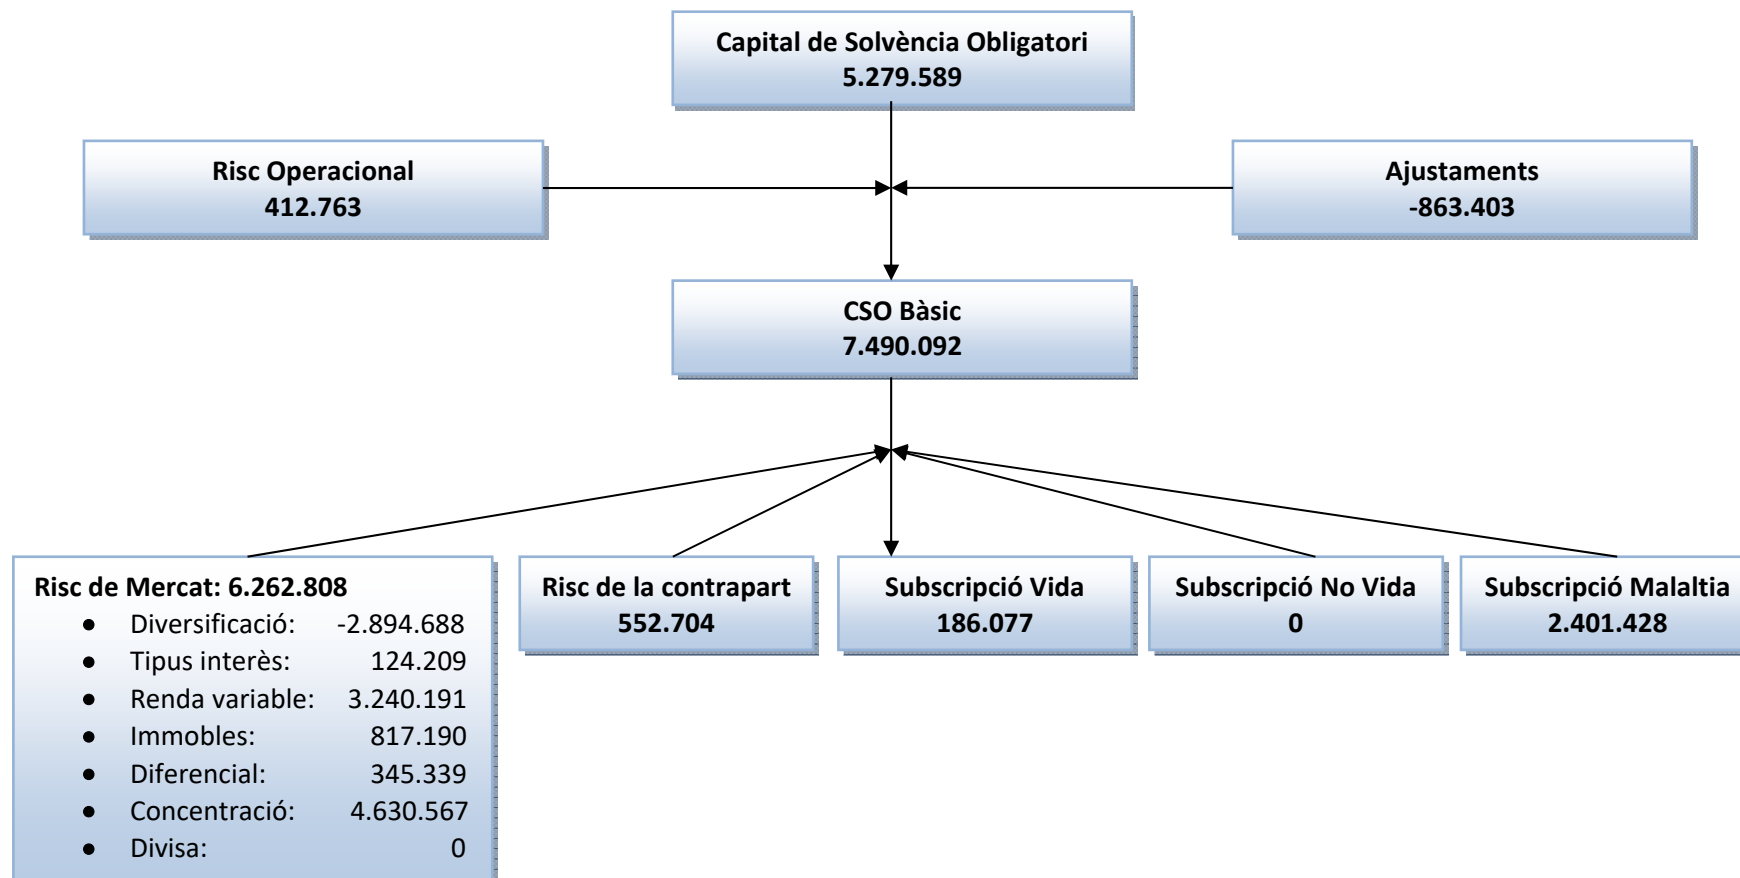 Capital de Solvència Obligatori
5.279.589
Risc Operacional
412.763
Ajustaments
-863.403
CSO Bàsic
7.490.092
Risc de Mercat: 6.262.808
• Diversificació: -2.894.688
• Tipus interès: 124.209
• Renda variable: 3.240.191
• Immobles: 817.190
• Diferencial: 345.339
• Concentració: 4.630.567
• Divisa: 0
Risc de la contrapart
552.704
Subscripció Vida
186.077
Subscripció No Vida
0
Subscripció Malaltia
2.401.428